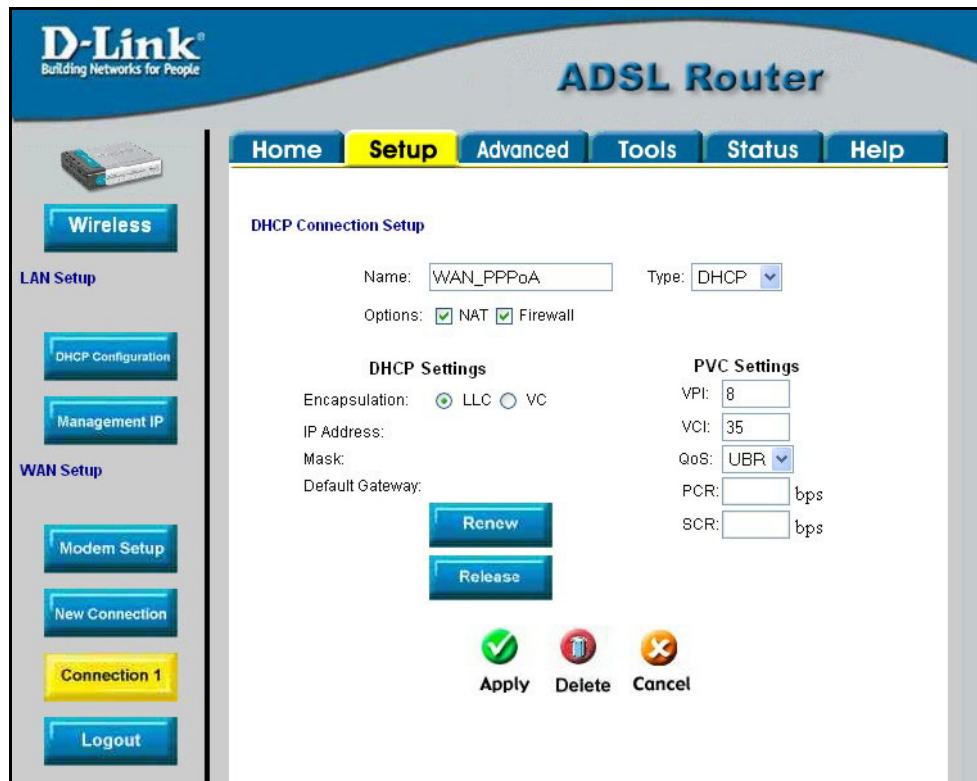 D-Link®
Building Networks for People
ADSL Router
Home Setup Advanced Tools Status Help
Wireless
LAN Setup
DHCP Configuration
Management IP
WAN Setup
Modem Setup
New Connection
Connection 1
Logout
DHCP Connection Setup
Name: WAN_PPPoA Type: DHCP
Options: NAT Firewall
DHCP Settings
Encapsulation: LLC VC
IP Address:
Mask:
Default Gateway:
Renew
Release
PVC Settings
VPI: 8
VCI: 35
QoS: UBR
PCR: bps
SCR: bps
Apply Delete Cancel